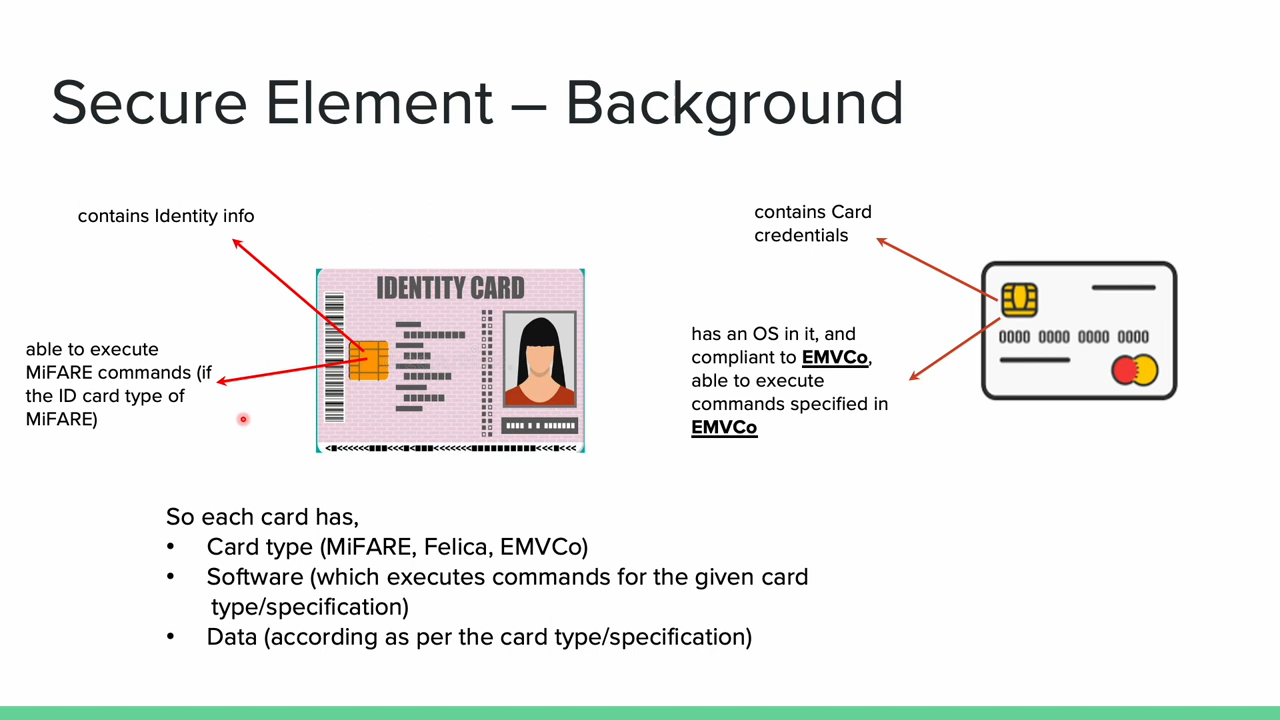 Secure Element – Background
contains Identity info
contains Card
credentials
IDENTITY CARD
able to execute
MiFARE commands (if
the ID card type of
MiFARE)
has an OS in it, and
compliant to EMVCo,
able to execute
commands specified in
EMVCo
0000 0000 0000 0000
<■<<<<<<■■■<<<■<■■■<<<<<<<■■■■■■■■■■■<<<■<<<
So each card has,
• Card type (MiFARE, Felica, EMVCo)
• Software (which executes commands for the given card
type/specification)
• Data (according as per the card type/specification)